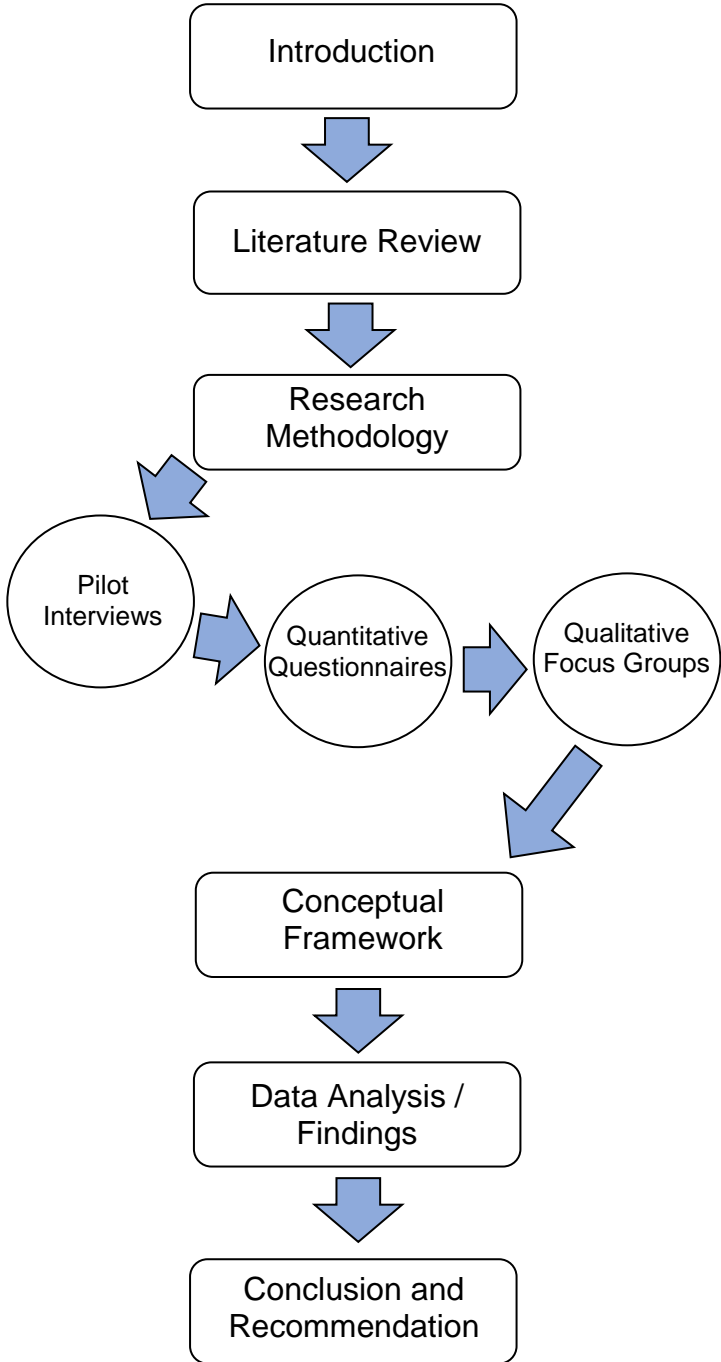 Introduction
Literature Review
Research
Methodology
Pilot
Interviews
Quantitative
Questionnaires
Qualitative
Focus Groups
Conceptual
Framework
Data Analysis /
Findings
Conclusion and
Recommendation